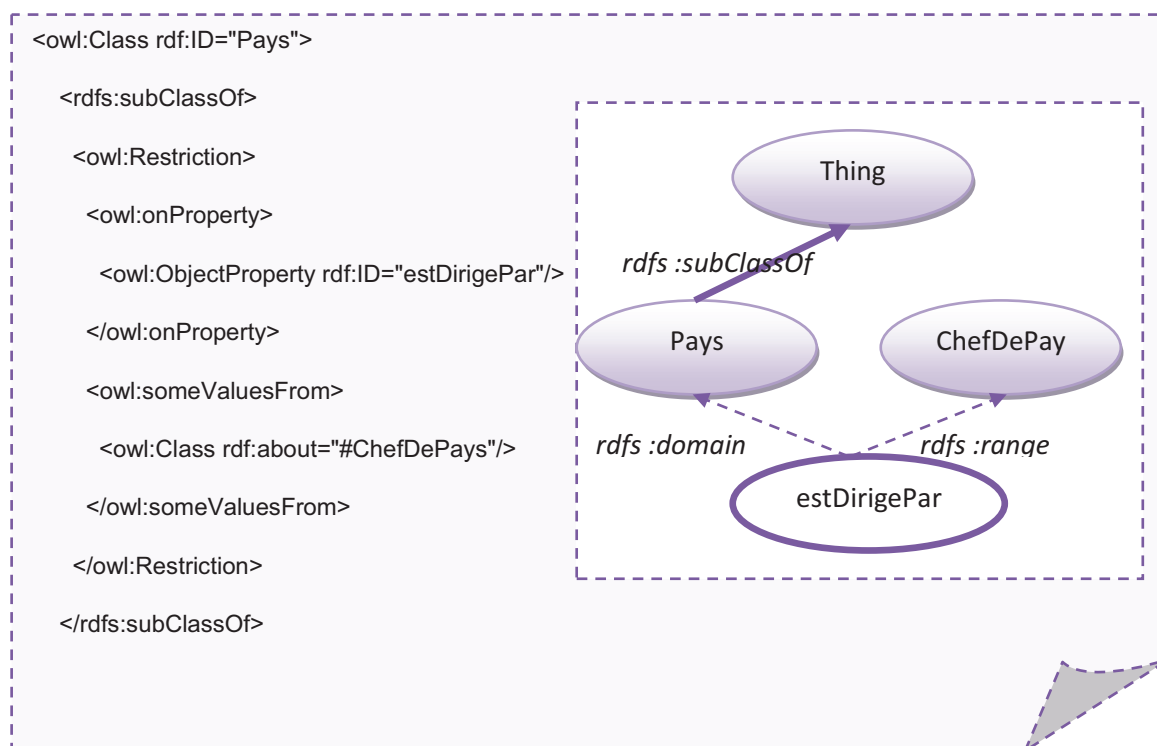 <owl:Class rdf:ID="Pays">
<rdfs:subClassOf>
<owl:Restriction>
<owl:onProperty>
<owl:ObjectProperty rdf:ID="estDirigePar"/>
</owl:onProperty>
<owl:someValuesFrom>
<owl:Class rdf:about="#ChefDePays"/>
</owl:someValuesFrom>
</owl:Restriction>
</rdfs:subClassOf>
Thing
rdfs :subClassOf
Pays
ChefDePay
rdfs :domain
rdfs :range
estDirigePar